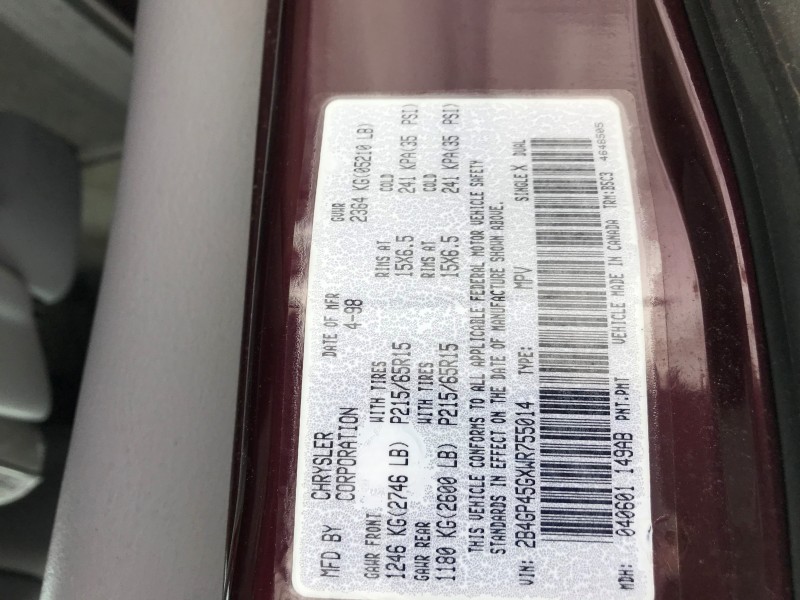 MFD BY CHRYSLER CORPORATION DATE OF MFR 4-98 GVWR 2364 KG(05210 LB)
GAWR FRONT WITH TIRES RIMS AT COLD
1246 KG(2746 LB) P215/65R15 15X6.5 241 KPA(35 PSI)
GAWR REAR WITH TIRES RIMS AT COLD
1180 KG(2600 LB) P215/65R15 15X6.5 241 KPA(35 PSI)
THIS VEHICLE CONFORMS TO ALL APPLICABLE FEDERAL MOTOR VEHICLE SAFETY
STANDARDS IN EFFECT ON THE DATE OF MANUFACTURE SHOWN ABOVE.
VIN: 2B4GP45GXWR755014 TYPE: MPV SINGLE X DUAL
MDH: 040601 149AB PNT:PMT VEHICLE MADE IN CANADA TRM:B5C3 4648505